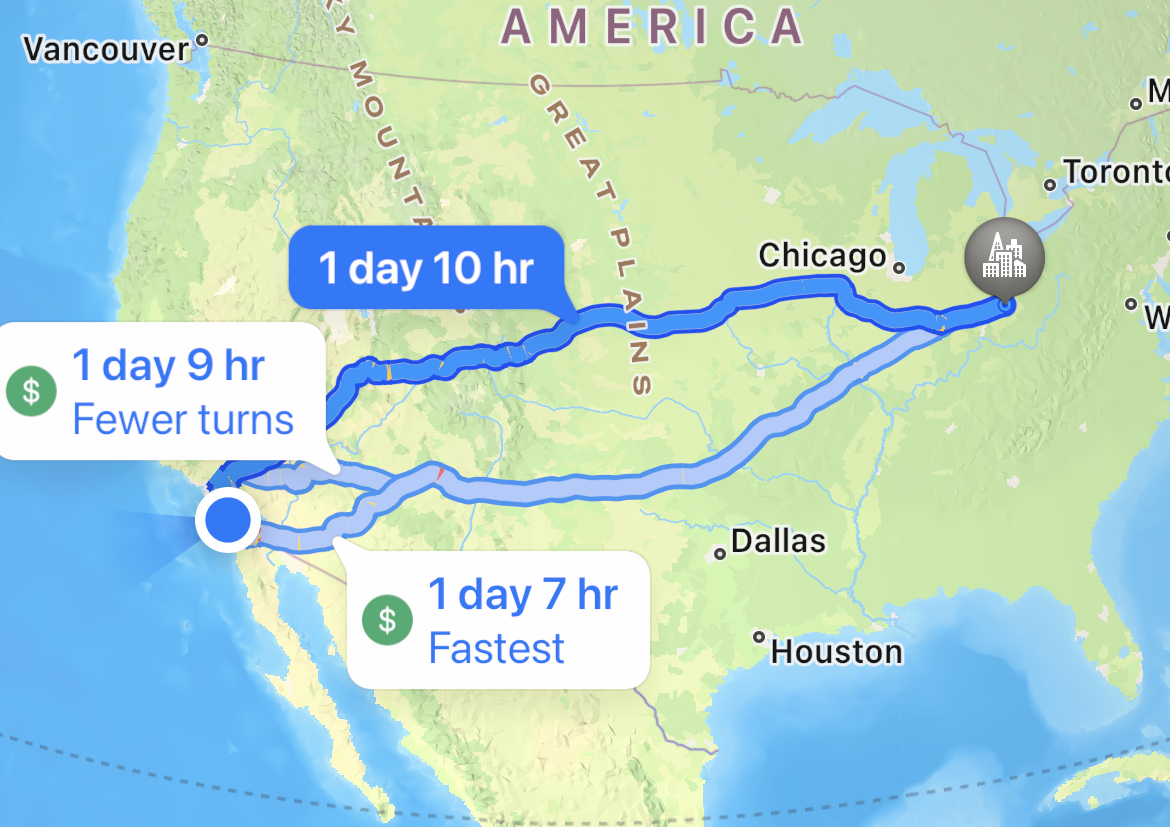 AMERICA
Vancouver
KY MOUNTA
GREAT PLAINS
Toronto
Chicago
1 day 10 hr
W
$
1 day 9 hr
Fewer turns
Dallas
$
1 day 7 hr
Fastest
Houston
M